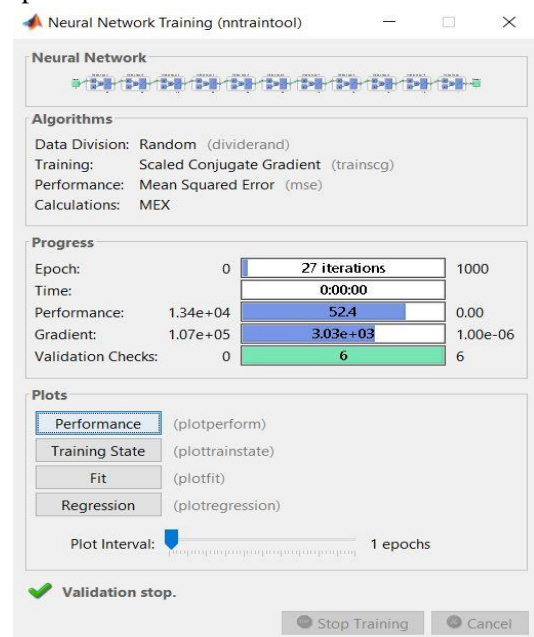 Neural Network Training (nntraintool)
Neural Network
Algorithms
Data Division: Random (dividerand)
Training: Scaled Conjugate Gradient (trainscg)
Performance: Mean Squared Error (mse)
Calculations: MEX
Progress
Epoch: 0 27 iterations 1000
Time: 0:00:00
Performance: 1.34e+04 52.4 0.00
Gradient: 1.07e+05 3.03e+03 1.00e-06
Validation Checks: 0 6 6
Plots
Performance (plotperform)
Training State (plottrainstate)
Fit (plotfit)
Regression (plotregression)
Plot Interval: 1 epochs
Validation stop.
Stop Training Cancel